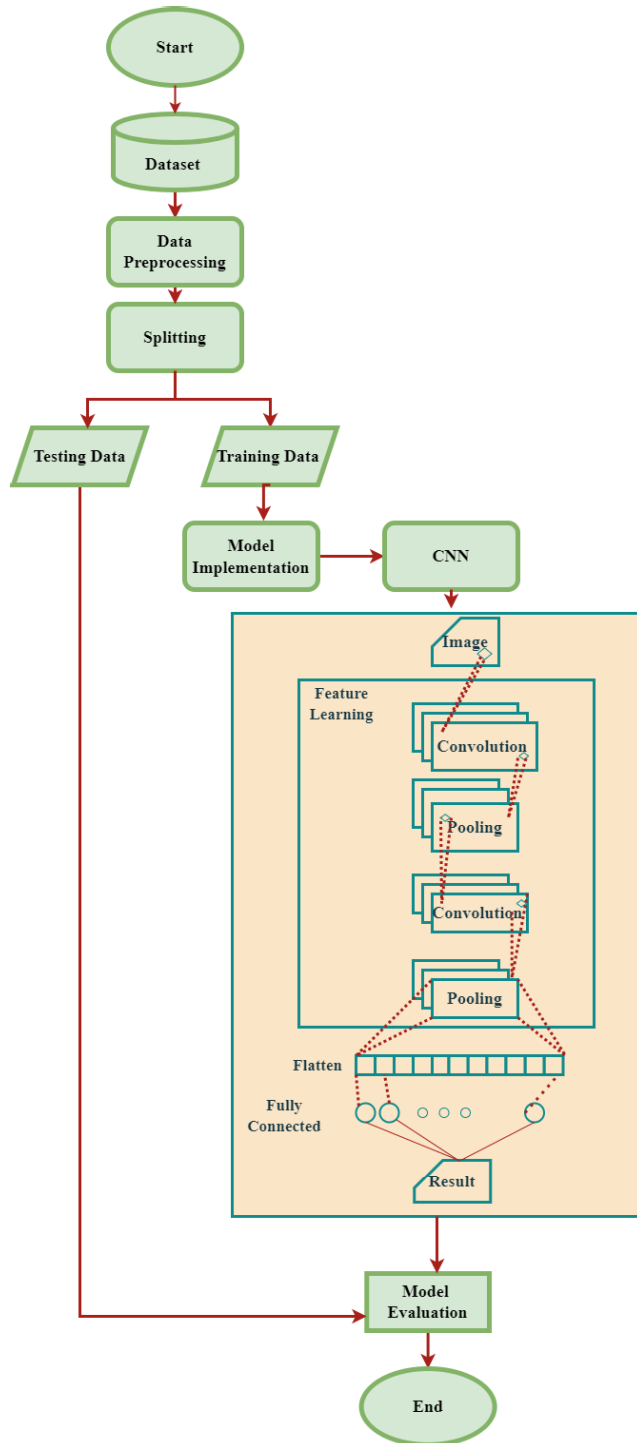 Start
Dataset
Data
Preprocessing
Splitting
Testing Data
Training Data
Model
Implementation
CNN
Image
Feature
Learning
Convolution
Pooling
Convolution
Pooling
Flatten
Fully
Connected
Result
Model
Evaluation
End